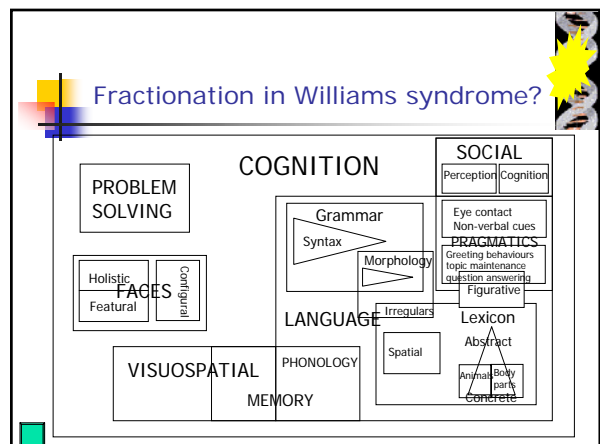 Fractionation in Williams syndrome?
COGNITION
SOCIAL
Perception
Cognition
PROBLEM
SOLVING
Eye contact
Non-verbal cues
PRAGMATICS
Greeting behaviours
topic maintenance
question answering
Figurative
Grammar
Syntax
Morphology
Holistic
Featural
FACES
Configural
LANGUAGE
Irregulars
Lexicon
Abstract
Spatial
Animals
Body
parts
Concrete
VISUOSPATIAL
PHONOLOGY
MEMORY